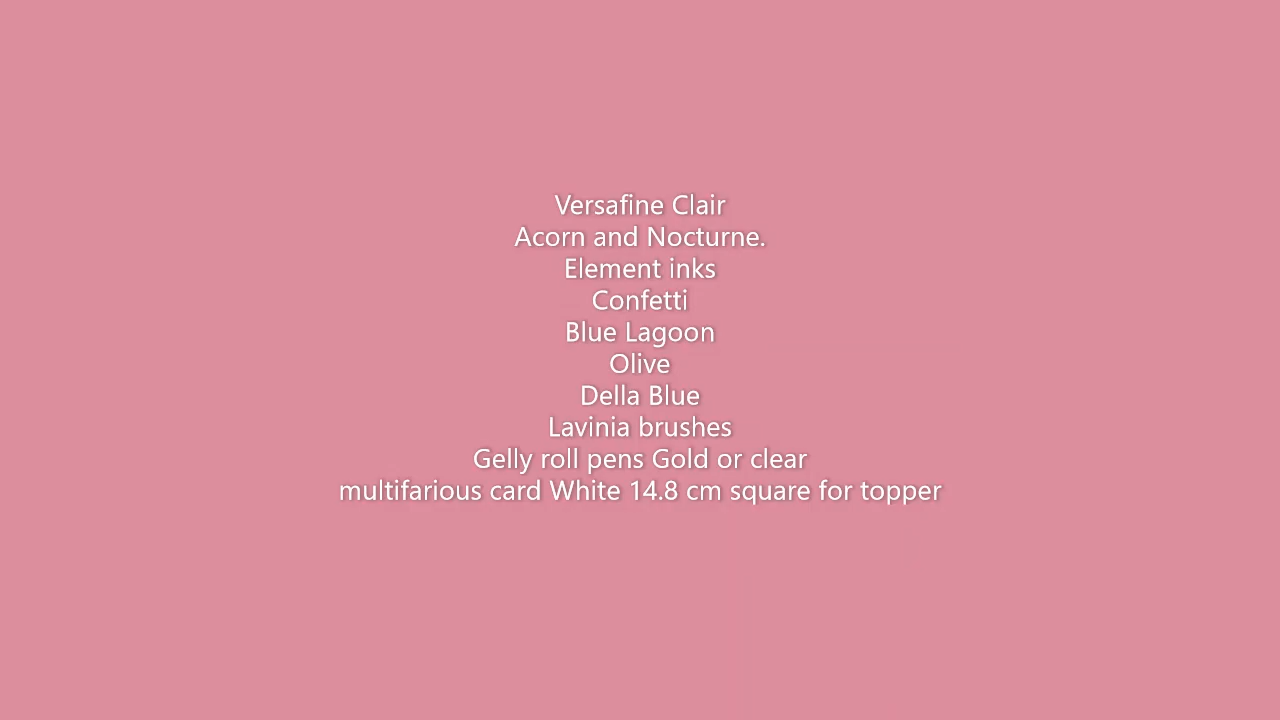 Versafine Clair
Acorn and Nocturne.
Element inks
Confetti
Blue Lagoon
Olive
Della Blue
Lavinia brushes
Gelly roll pens Gold or clear
multifarious card White 14.8 cm square for topper